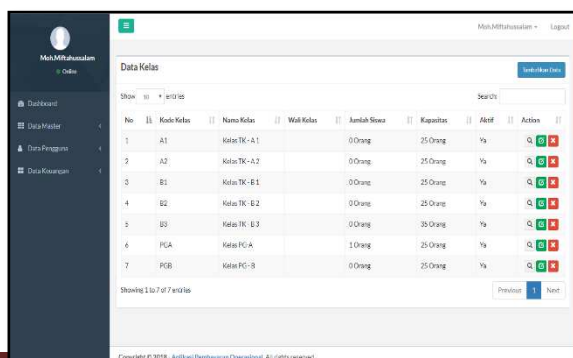 Moh.Miftahussalam
Logout
Moh.Miftahussalam
Online
Data Kelas
Tambahkan Data
Show 10 entries
Search:
Dashboard
Data Master
Data Pengguna
Data Keuangan
No Kode Kelas Nama Kelas Wali Kelas Jumlah Siswa Kapasitas Aktif Action
1 A1 Kelas TK - A 1 0 Orang 25 Orang Ya
2 A2 Kelas TK - A 2 0 Orang 25 Orang Ya
3 B1 Kelas TK - B 1 0 Orang 25 Orang Ya
4 B2 Kelas TK - B 2 0 Orang 25 Orang Ya
5 B3 Kelas TK - B 3 0 Orang 35 Orang Ya
6 PGA Kelas PG-A 1 Orang 25 Orang Ya
7 PGB Kelas PG - B 0 Orang 25 Orang Ya
Showing 1 to 7 of 7 entries
Previous 1 Next
Copyright © 2018 - Aplikasi Pembayaran Operasional. All rights reserved.